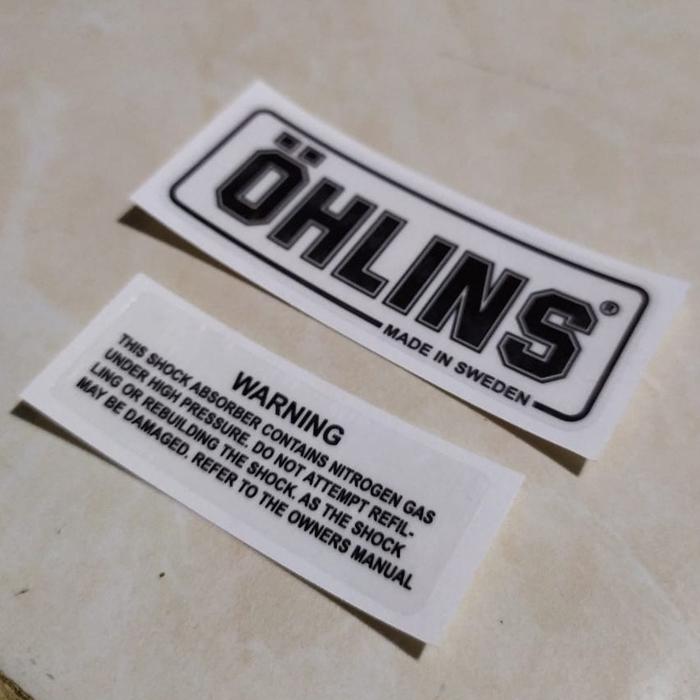 ÖHLINS®
MADE IN SWEDEN
WARNING
THIS SHOCK ABSORBER CONTAINS NITROGEN GAS
UNDER HIGH PRESSURE. DO NOT ATTEMPT REFIL-
LING OR REBUILDING THE SHOCK. AS THE SHOCK
MAY BE DAMAGED. REFER TO THE OWNERS MANUAL